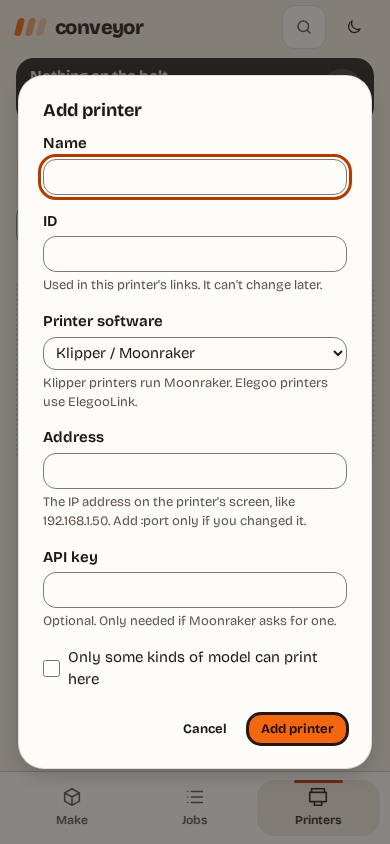 conveyor
Nothing on the belt
Add printer
Name
ID
Used in this printer's links. It can't change later.
Printer software
Klipper / Moonraker
Klipper printers run Moonraker. Elegoo printers
use ElegooLink.
Address
The IP address on the printer's screen, like
192.168.1.50. Add :port only if you changed it.
API key
Optional. Only needed if Moonraker asks for one.
Only some kinds of model can print
here
Cancel
Add printer
Make
Jobs
Printers